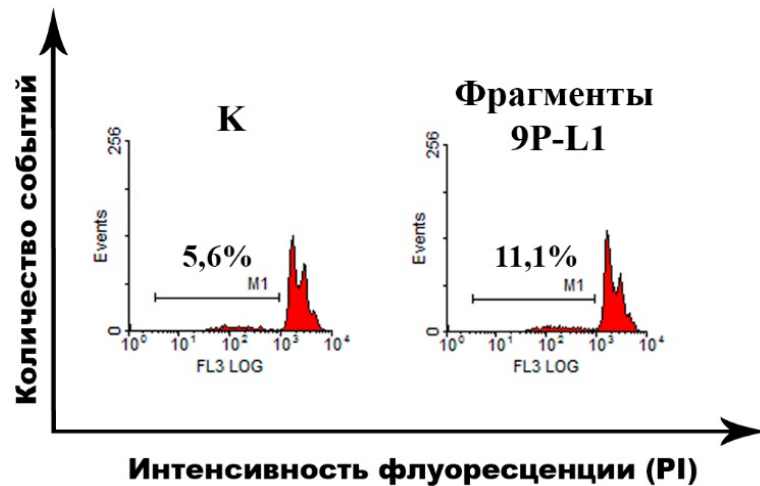 Количество событий
K
256
Events
0
5,6%
M1
10⁰ 10¹ 10² 10³ 10⁴
FL3 LOG
Фрагменты
9P-L1
256
Events
0
11,1%
M1
10⁰ 10¹ 10² 10³ 10⁴
FL3 LOG
Интенсивность флуоресценции (PI)